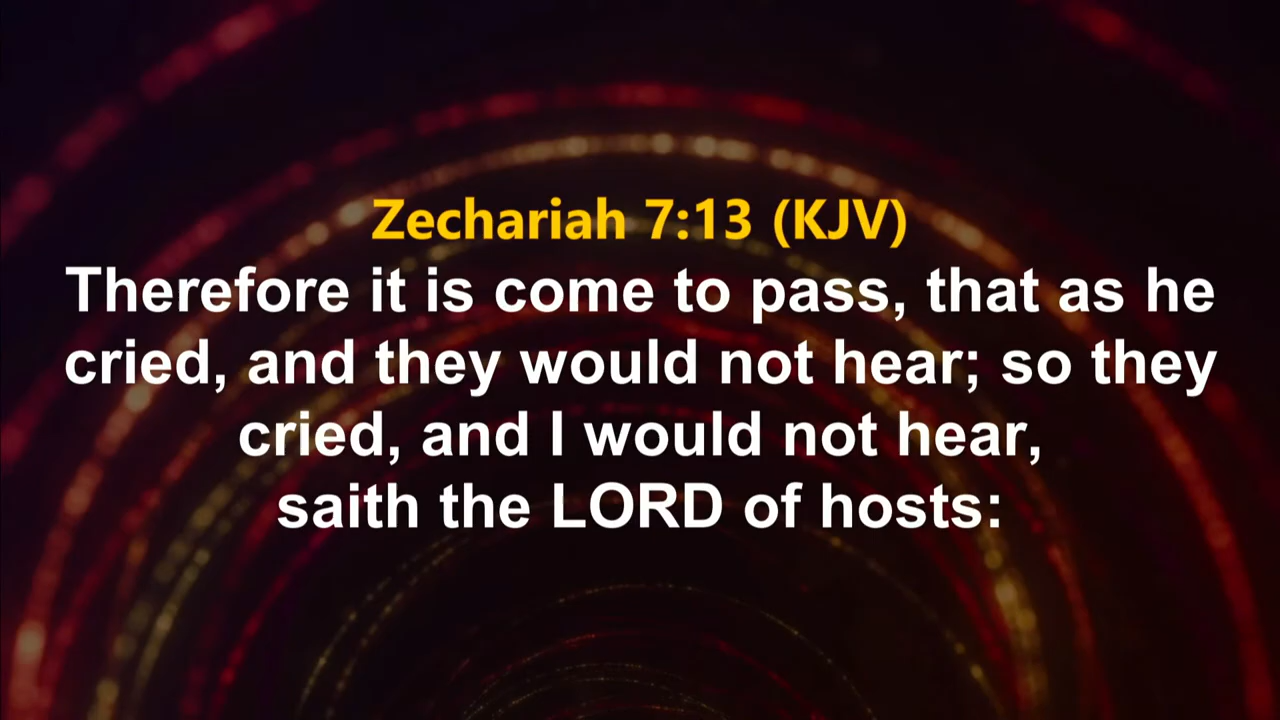 Zechariah 7:13 (KJV)
Therefore it is come to pass, that as he
cried, and they would not hear; so they
cried, and I would not hear,
saith the LORD of hosts: